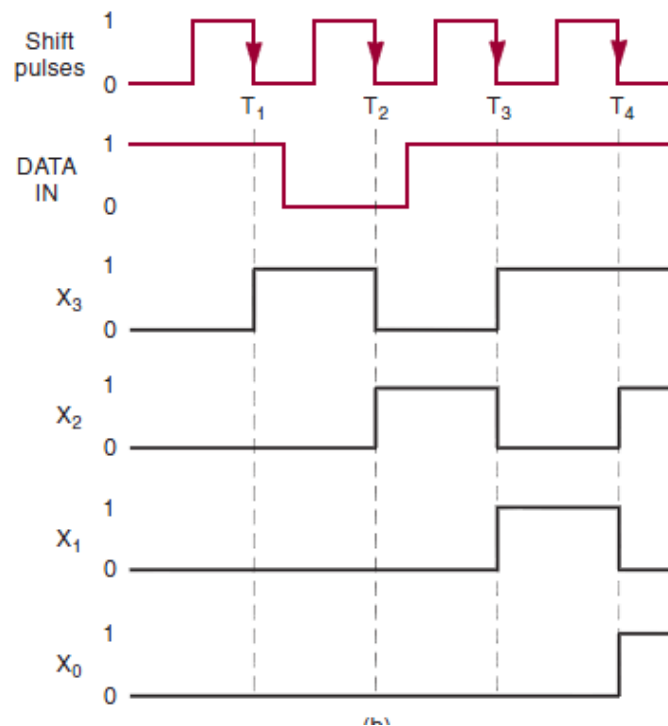 Shift pulses 1 0
T1 T2 T3 T4
DATA IN 1 0
X3 1 0
X2 1 0
X1 1 0
X0 1 0
(b)